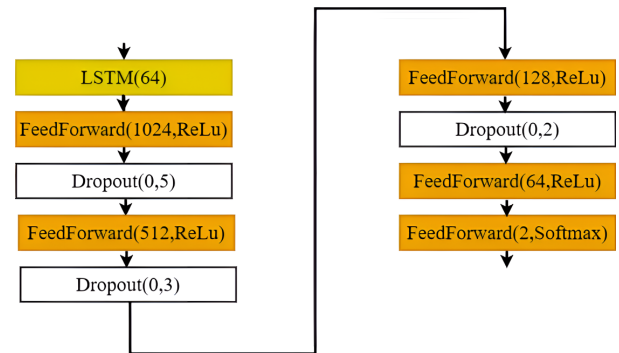 LSTM(64)
FeedForward(1024,ReLu)
Dropout(0,5)
FeedForward(512,ReLu)
Dropout(0,3)
FeedForward(128,ReLu)
Dropout(0,2)
FeedForward(64,ReLu)
FeedForward(2,Softmax)